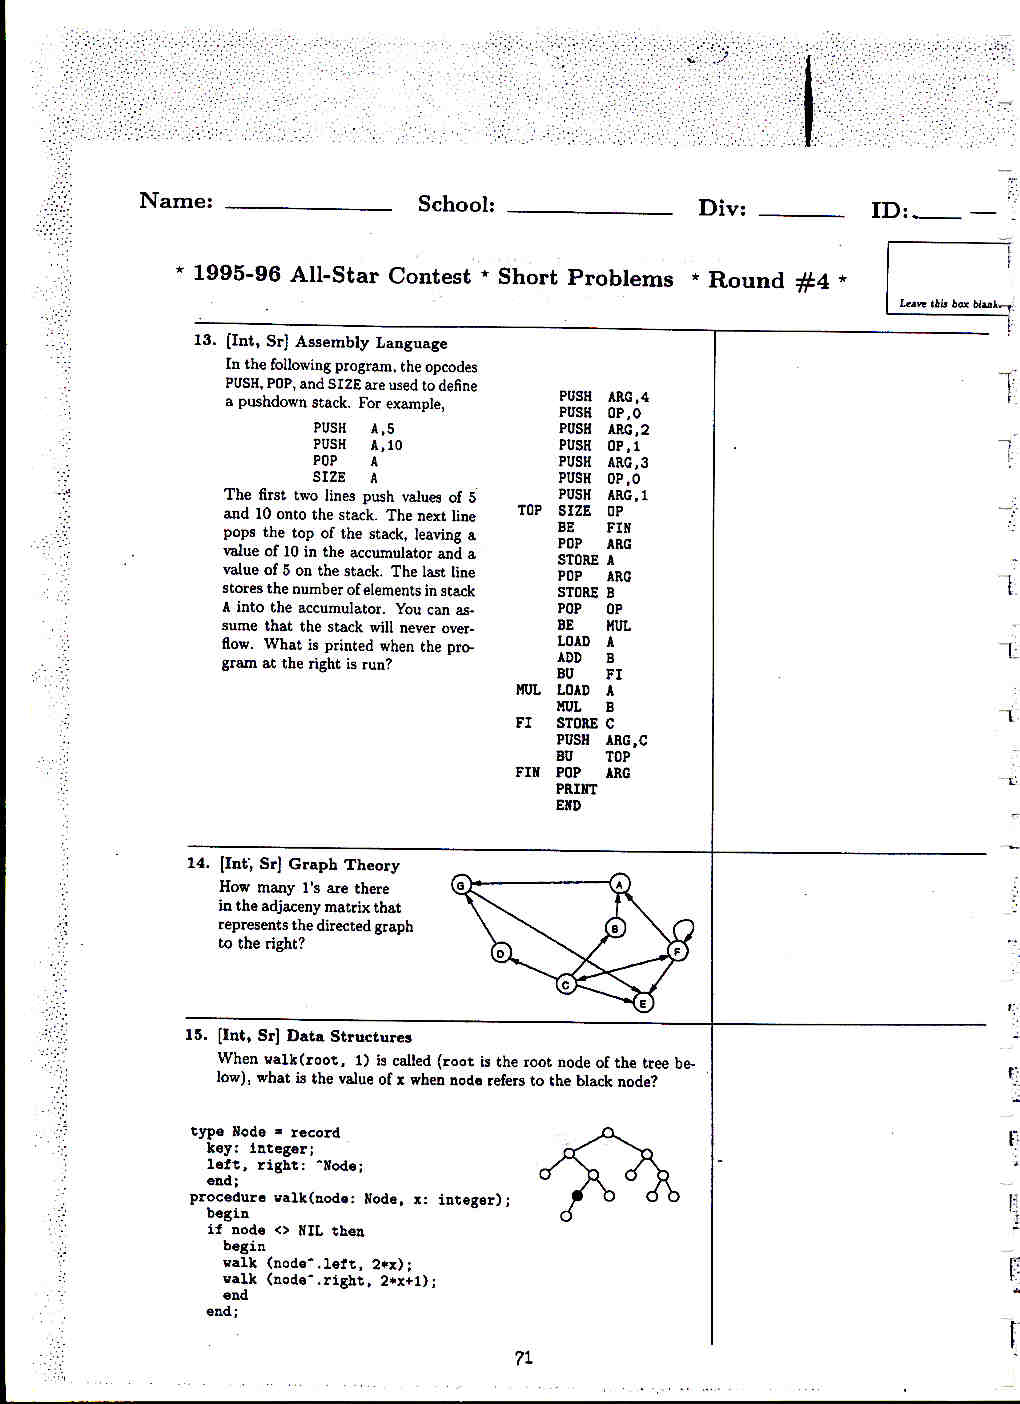 Name: School: Div: ID:
* 1995-96 All-Star Contest * Short Problems * Round #4 *
Leave this box blank.
13. [Int, Sr] Assembly Language
In the following program, the opcodes
PUSH, POP, and SIZE are used to define
a pushdown stack. For example,
PUSH A,5
PUSH A,10
POP A
SIZE A
The first two lines push values of 5
and 10 onto the stack. The next line
pops the top of the stack, leaving a
value of 10 in the accumulator and a
value of 5 on the stack. The last line
stores the number of elements in stack
A into the accumulator. You can as-
sume that the stack will never over-
flow. What is printed when the pro-
gram at the right is run?
PUSH ARG,4
PUSH OP,0
PUSH ARG,2
PUSH OP,1
PUSH ARG,3
PUSH OP,0
PUSH ARG,1
TOP SIZE OP
BE FIN
POP ARG
STORE A
POP ARG
STORE B
POP OP
BE MUL
LOAD A
ADD B
BU FI
MUL LOAD A
MUL B
FI STORE C
PUSH ARG,C
BU TOP
FIN POP ARG
PRINT
END
14. [Int, Sr] Graph Theory
How many 1's are there
in the adjaceny matrix that
represents the directed graph
to the right?
G A
B
D F
C
E
15. [Int, Sr] Data Structures
When walk(root, 1) is called (root is the root node of the tree be-
low), what is the value of x when node refers to the black node?
type Node = record
key: integer;
left, right: ^Node;
end;
procedure walk(node: Node, x: integer);
begin
if node <> NIL then
begin
walk (node^.left, 2*x);
walk (node^.right, 2*x+1);
end
end;
71